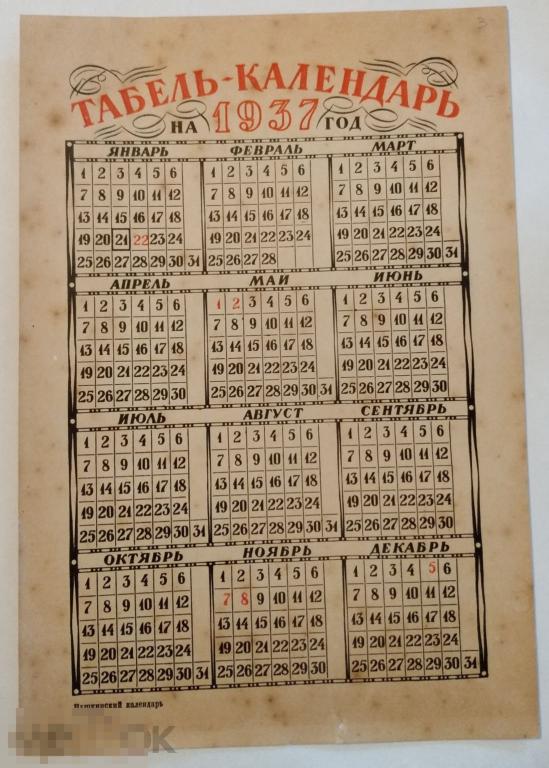 3
ТАБЕЛЬ-КАЛЕНДАРЬ
НА 1937 ГОД
ЯНВАРЬ ФЕВРАЛЬ МАРТ
1 2 3 4 5 6 1 2 3 4 5 6 1 2 3 4 5 6
7 8 9 10 11 12 7 8 9 10 11 12 7 8 9 10 11 12
13 14 15 16 17 18 13 14 15 16 17 18 13 14 15 16 17 18
19 20 21 22 23 24 19 20 21 22 23 24 19 20 21 22 23 24
25 26 27 28 29 30 31 25 26 27 28 25 26 27 28 29 30 31
АПРЕЛЬ МАЙ ИЮНЬ
1 2 3 4 5 6 1 2 3 4 5 6 1 2 3 4 5 6
7 8 9 10 11 12 7 8 9 10 11 12 7 8 9 10 11 12
13 14 15 16 17 18 13 14 15 16 17 18 13 14 15 16 17 18
19 20 21 22 23 24 19 20 21 22 23 24 19 20 21 22 23 24
25 26 27 28 29 30 25 26 27 28 29 30 31 25 26 27 28 29 30
ИЮЛЬ АВГУСТ СЕНТЯБРЬ
1 2 3 4 5 6 1 2 3 4 5 6 1 2 3 4 5 6
7 8 9 10 11 12 7 8 9 10 11 12 7 8 9 10 11 12
13 14 15 16 17 18 13 14 15 16 17 18 13 14 15 16 17 18
19 20 21 22 23 24 19 20 21 22 23 24 19 20 21 22 23 24
25 26 27 28 29 30 31 25 26 27 28 29 30 31 25 26 27 28 29 30
ОКТЯБРЬ НОЯБРЬ ДЕКАБРЬ
1 2 3 4 5 6 1 2 3 4 5 6 1 2 3 4 5 6
7 8 9 10 11 12 7 8 9 10 11 12 7 8 9 10 11 12
13 14 15 16 17 18 13 14 15 16 17 18 13 14 15 16 17 18
19 20 21 22 23 24 19 20 21 22 23 24 19 20 21 22 23 24
25 26 27 28 29 30 31 25 26 27 28 29 30 25 26 27 28 29 30 31
Пушкинский календарь